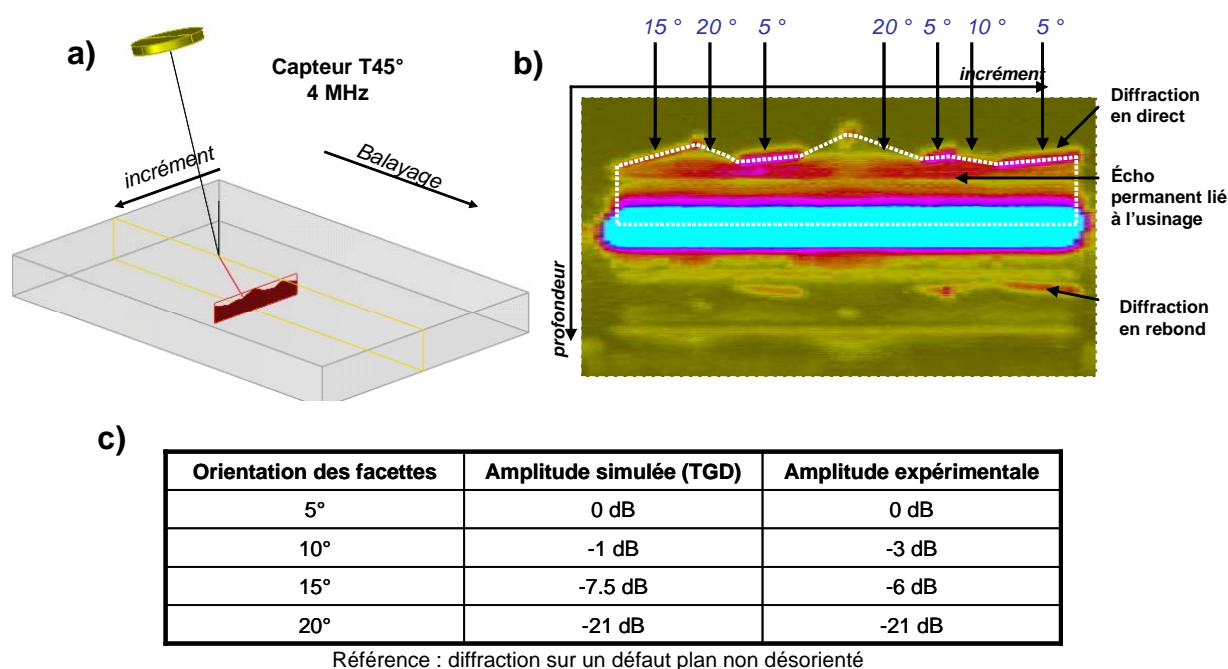 a)
Capteur T45°
4 MHz
incrément
Balayage
b)
15 ° 20 ° 5 ° 20 ° 5 ° 10 ° 5 °
incrément
profondeur
Diffraction
en direct
Écho
permanent lié
à l'usinage
Diffraction
en rebond
c)
Orientation des facettes Amplitude simulée (TGD) Amplitude expérimentale
5° 0 dB 0 dB
10° -1 dB -3 dB
15° -7.5 dB -6 dB
20° -21 dB -21 dB
Référence : diffraction sur un défaut plan non désorienté